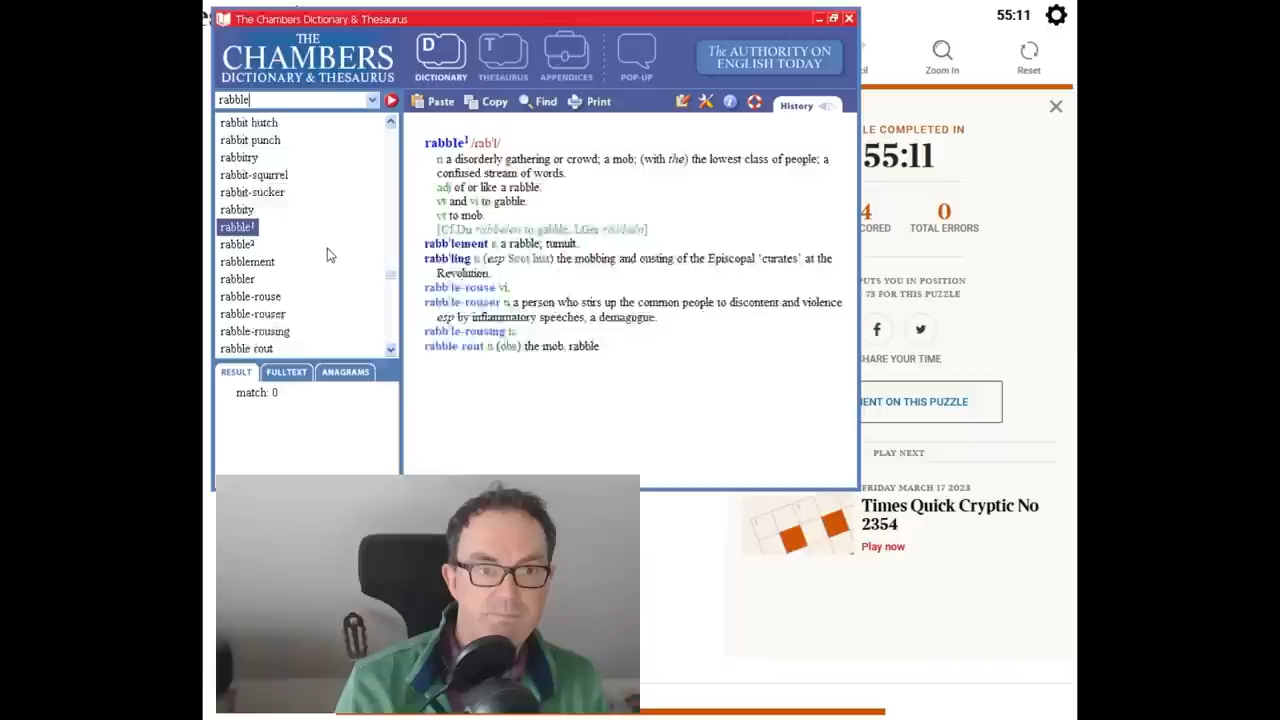 The Chambers Dictionary & Thesaurus
55:11
THE
CHAMBERS
DICTIONARY & THESAURUS
D
T
DICTIONARY
THESAURUS
APPENDICES
POP-UP
The AUTHORITY ON
ENGLISH TODAY
Zoom In
Reset
rabble
Paste
Copy
Find
Print
History
rabbit hutch
rabbit punch
rabbitry
rabbit-squirrel
rabbit-sucker
rabbity
rabble¹
rabble²
rabblement
rabbler
rabble-rouse
rabble-rouser
rabble-rousing
rabble rout
rabble¹ /rab'l/
n a disorderly gathering or crowd; a mob; (with the) the lowest class of people; a
confused stream of words.
adj of or like a rabble.
vt and vi to gabble.
vt to mob.
[Cf Du rabbelen to gabble, LGer rabbeln]
rabb'lement n a rabble; tumult.
rabb'ling n (esp Scot hist) the mobbing and ousting of the Episcopal ‘curates’ at the
Revolution.
rabb'le-rouse vi.
rabb'le-rouser n a person who stirs up the common people to discontent and violence
esp by inflammatory speeches, a demagogue.
rabb'le-rousing n.
rabble rout n (obs) the mob, rabble
RESULT
FULLTEXT
ANAGRAMS
match: 0
LE COMPLETED IN
55:11
4
0
CORED
TOTAL ERRORS
PUTS YOU IN POSITION
73 FOR THIS PUZZLE
SHARE YOUR TIME
ENT ON THIS PUZZLE
PLAY NEXT
FRIDAY MARCH 17 2023
Times Quick Cryptic No
2354
Play now